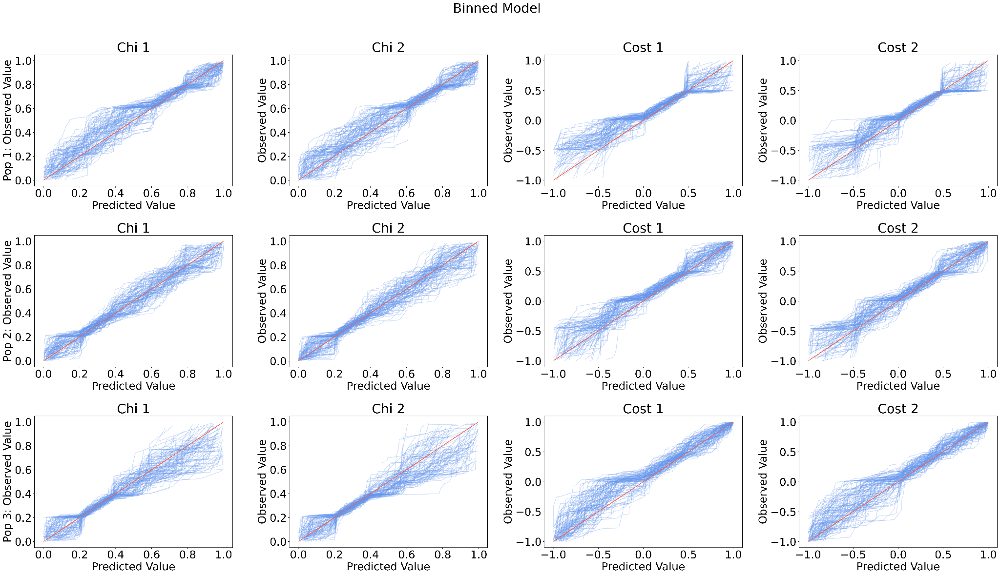 Binned Model
Chi 1
Chi 2
Cost 1
Cost 2
Pop 1: Observed Value
1.0
0.8
0.6
0.4
0.2
0.0
0.0 0.2 0.4 0.6 0.8 1.0
Predicted Value
Observed Value
1.0
0.8
0.6
0.4
0.2
0.0
0.0 0.2 0.4 0.6 0.8 1.0
Predicted Value
Observed Value
1.0
0.5
0.0
−0.5
−1.0
−1.0 −0.5 0.0 0.5 1.0
Predicted Value
Observed Value
1.0
0.5
0.0
−0.5
−1.0
−1.0 −0.5 0.0 0.5 1.0
Predicted Value
Chi 1
Chi 2
Cost 1
Cost 2
Pop 2: Observed Value
1.0
0.8
0.6
0.4
0.2
0.0
0.0 0.2 0.4 0.6 0.8 1.0
Predicted Value
Observed Value
1.0
0.8
0.6
0.4
0.2
0.0
0.0 0.2 0.4 0.6 0.8 1.0
Predicted Value
Observed Value
1.0
0.5
0.0
−0.5
−1.0
−1.0 −0.5 0.0 0.5 1.0
Predicted Value
Observed Value
1.0
0.5
0.0
−0.5
−1.0
−1.0 −0.5 0.0 0.5 1.0
Predicted Value
Chi 1
Chi 2
Cost 1
Cost 2
Pop 3: Observed Value
1.0
0.8
0.6
0.4
0.2
0.0
0.0 0.2 0.4 0.6 0.8 1.0
Predicted Value
Observed Value
1.0
0.8
0.6
0.4
0.2
0.0
0.0 0.2 0.4 0.6 0.8 1.0
Predicted Value
Observed Value
1.0
0.5
0.0
−0.5
−1.0
−1.0 −0.5 0.0 0.5 1.0
Predicted Value
Observed Value
1.0
0.5
0.0
−0.5
−1.0
−1.0 −0.5 0.0 0.5 1.0
Predicted Value